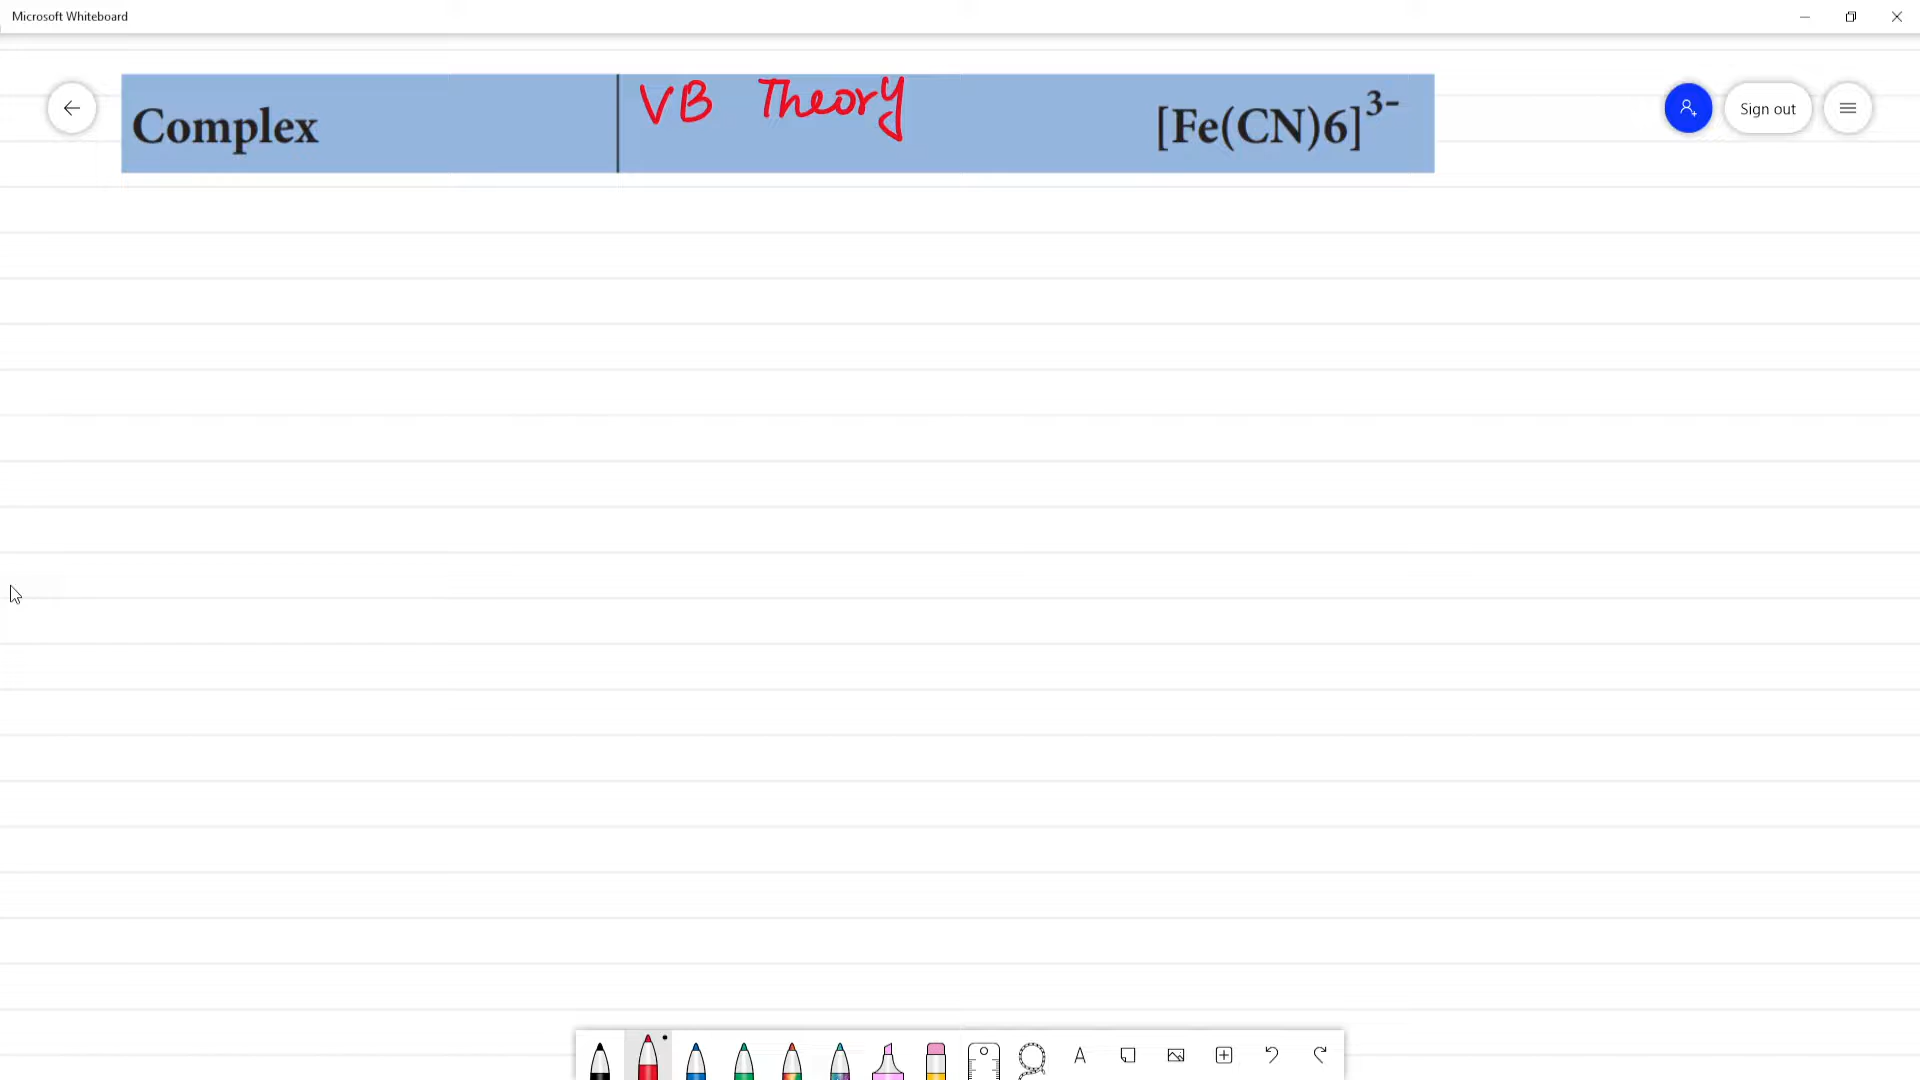 Microsoft Whiteboard
Complex VB Theory [Fe(CN)6]³⁻
Sign out
A